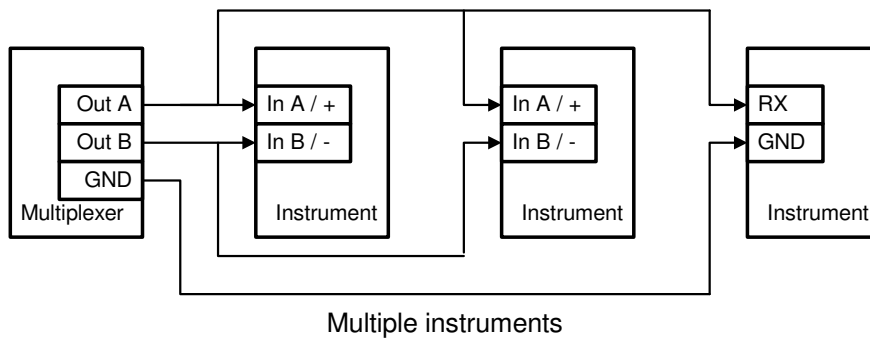 Out A
Out B
GND
Multiplexer
In A / +
In B / -
Instrument
In A / +
In B / -
Instrument
RX
GND
Instrument
Multiple instruments